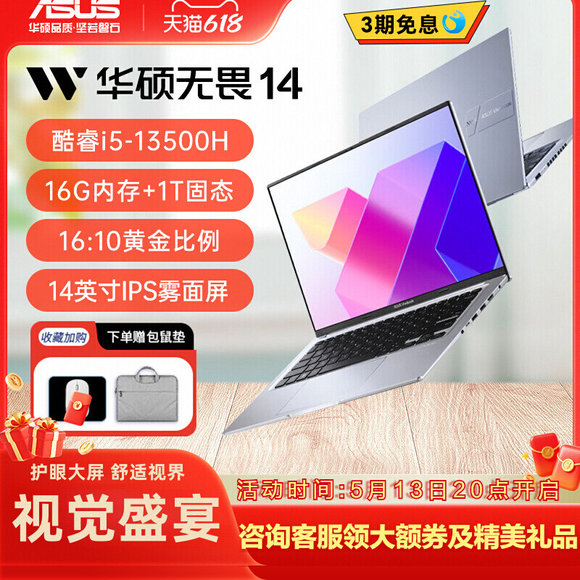 ASUS
华硕品质·坚若磐石
天猫618
3期免息
华硕无畏14
酷睿i5-13500H
16G内存+1T固态
16:10黄金比例
14英寸IPS雾面屏
收藏加购
下单赠包鼠垫
护眼大屏 舒适视界
视觉盛宴
活动时间:5月13日20点开启
咨询客服领大额券及精美礼品